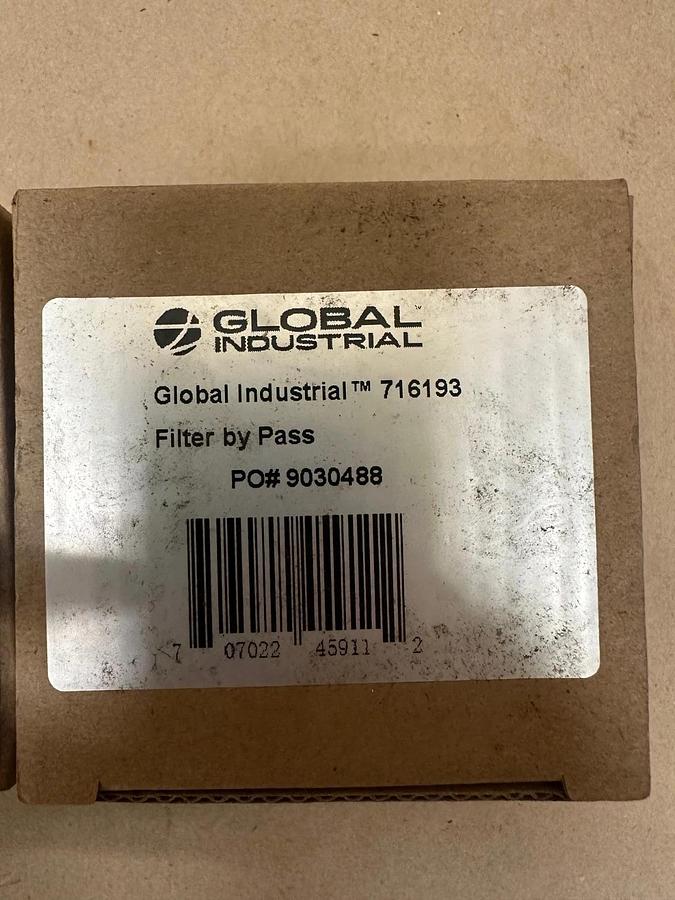 GLOBAL
INDUSTRIAL
Global Industrial™ 716193
Filter by Pass
PO# 9030488
7 07022 45911 2